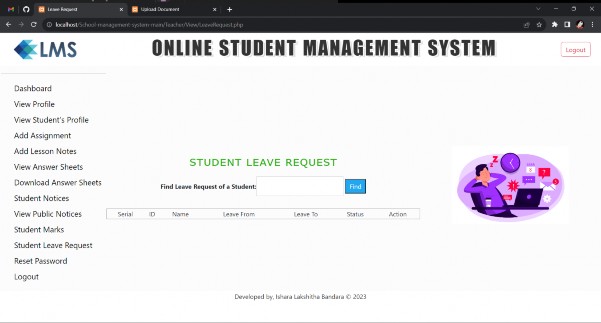 Leave Request
Upload Document
localhost/School-management-system-main/Teacher/View/LeaveRequest.php
LMS
ONLINE STUDENT MANAGEMENT SYSTEM
Logout
Dashboard
View Profile
View Student's Profile
Add Assignment
Add Lesson Notes
View Answer Sheets
Download Answer Sheets
Student Notices
View Public Notices
Student Marks
Student Leave Request
Reset Password
Logout
STUDENT LEAVE REQUEST
Find Leave Request of a Student: Find
Serial ID Name Leave From Leave To Status Action
Developed by, Ishara Lakshitha Bandara © 2023